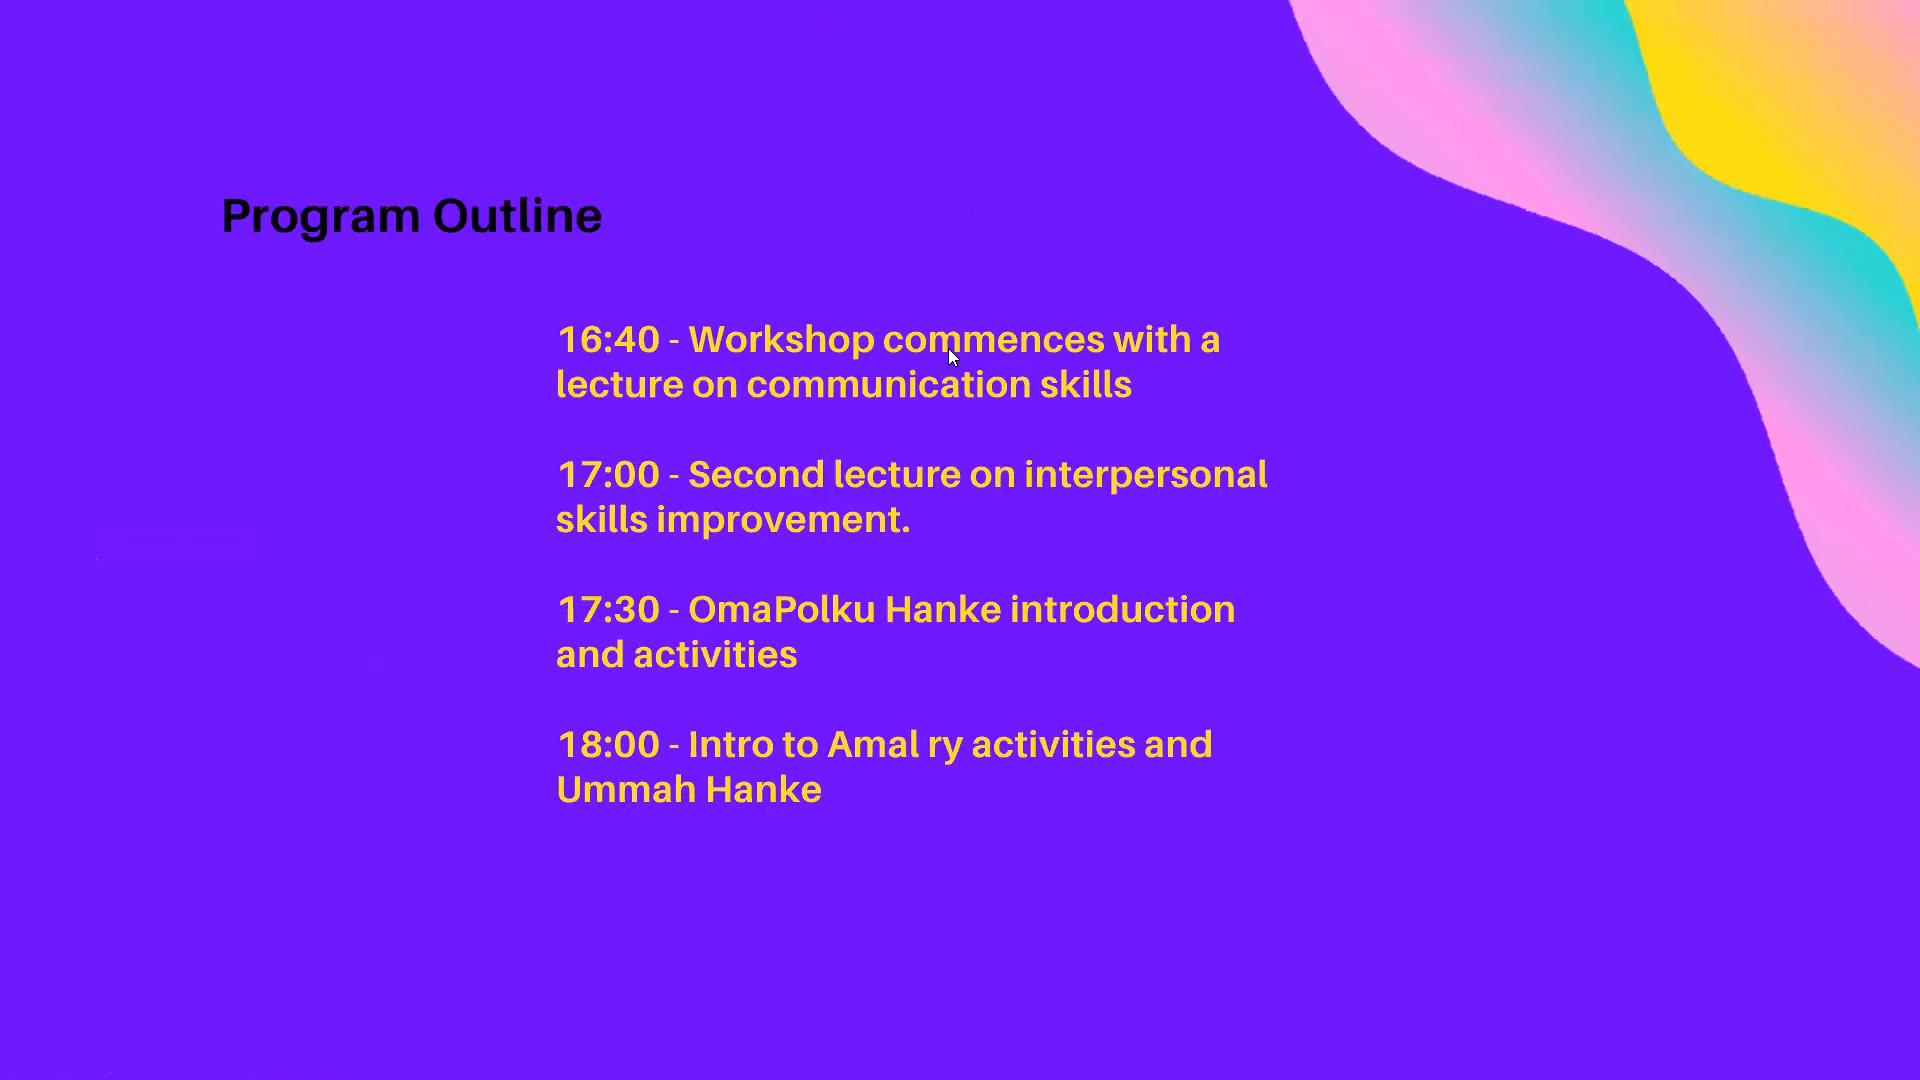 Program Outline
16:40 - Workshop commences with a
lecture on communication skills
17:00 - Second lecture on interpersonal
skills improvement.
17:30 - OmaPolku Hanke introduction
and activities
18:00 - Intro to Amal ry activities and
Ummah Hanke